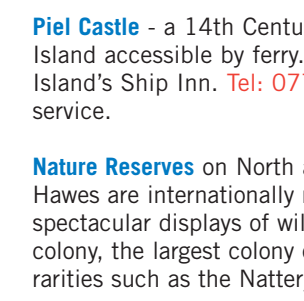 Piel Castle - a 14th Centu
Island accessible by ferry.
Island’s Ship Inn. Tel: 07
service.
Nature Reserves on North
Hawes are internationally
spectacular displays of wil
colony, the largest colony
rarities such as the Natter